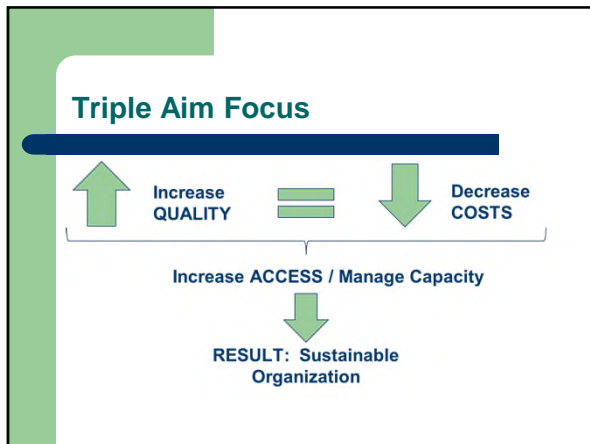 Triple Aim Focus
Increase
QUALITY
Decrease
COSTS
Increase ACCESS / Manage Capacity
RESULT: Sustainable
Organization